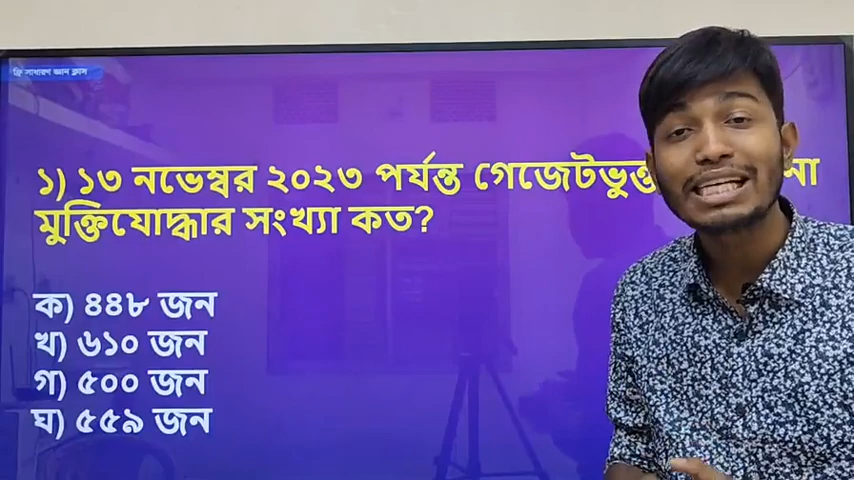 ফ্রি সাধারণ জ্ঞান ক্লাস
১) ১৩ নভেম্বর ২০২৩ পর্যন্ত গেজেটভুক্ত
মুক্তিযোদ্ধার সংখ্যা কত?
ক) ৪৪৮ জন
খ) ৬১০ জন
গ) ৫০০ জন
ঘ) ৫৫৯ জন